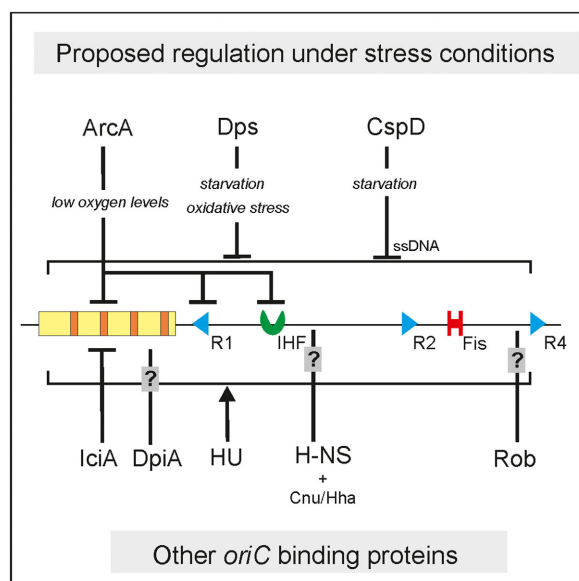 Proposed regulation under stress conditions
ArcA Dps CspD
low oxygen levels
starvation
oxidative stress
starvation
ssDNA
R1 IHF R2 Fis R4
? ? ?
IciA DpiA HU H-NS Rob
+
Cnu/Hha
Other oriC binding proteins